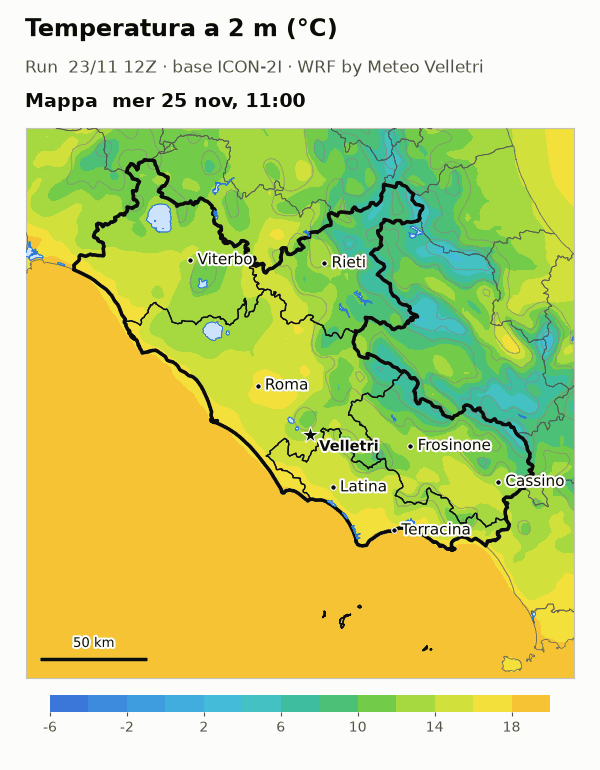 Temperatura a 2 m (°C)
Run  23/11 12Z · base ICON-2I · WRF by Meteo Velletri
Mappa  mer 25 nov, 11:00
Viterbo
Rieti
Roma
Velletri
Frosinone
Cassino
Latina
Terracina
50 km
-6 -2 2 6 10 14 18